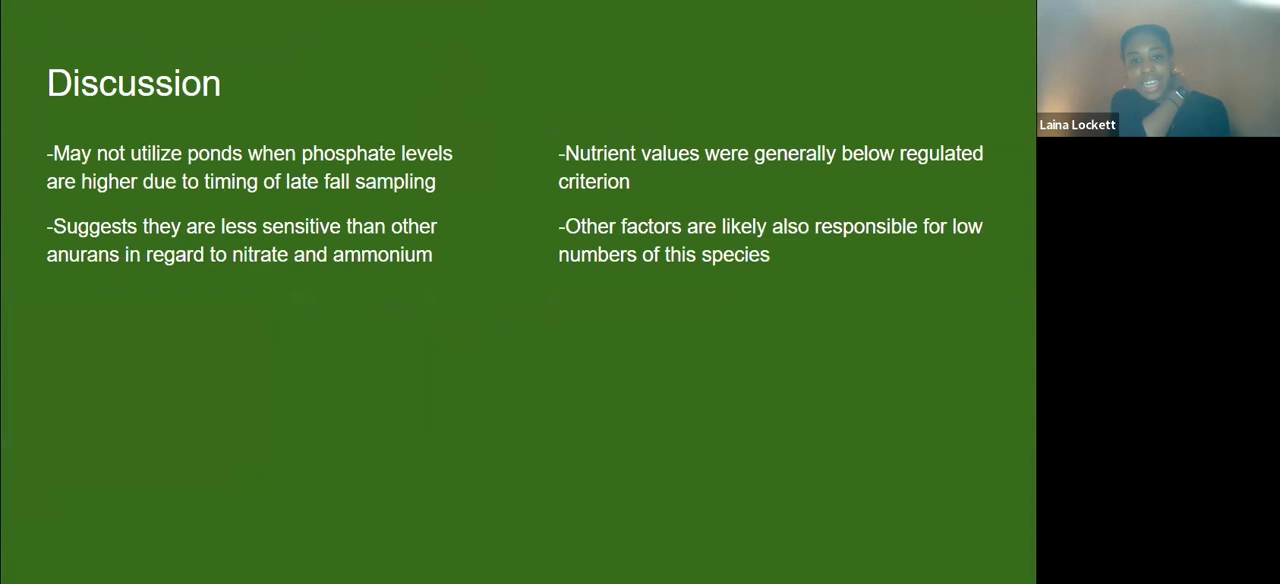 Discussion
-May not utilize ponds when phosphate levels
are higher due to timing of late fall sampling
-Suggests they are less sensitive than other
anurans in regard to nitrate and ammonium
-Nutrient values were generally below regulated
criterion
-Other factors are likely also responsible for low
numbers of this species
Laina Lockett